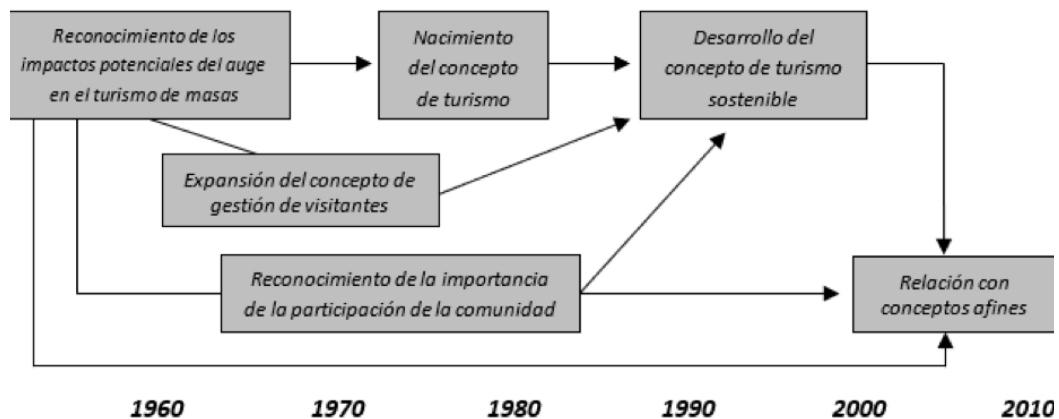 Reconocimiento de los
impactos potenciales del auge
en el turismo de masas
Nacimiento
del concepto
de turismo
Desarrollo del
concepto de turismo
sostenible
Expansión del concepto de
gestión de visitantes
Reconocimiento de la importancia
de la participación de la comunidad
Relación con
conceptos afines
1960 1970 1980 1990 2000 2010